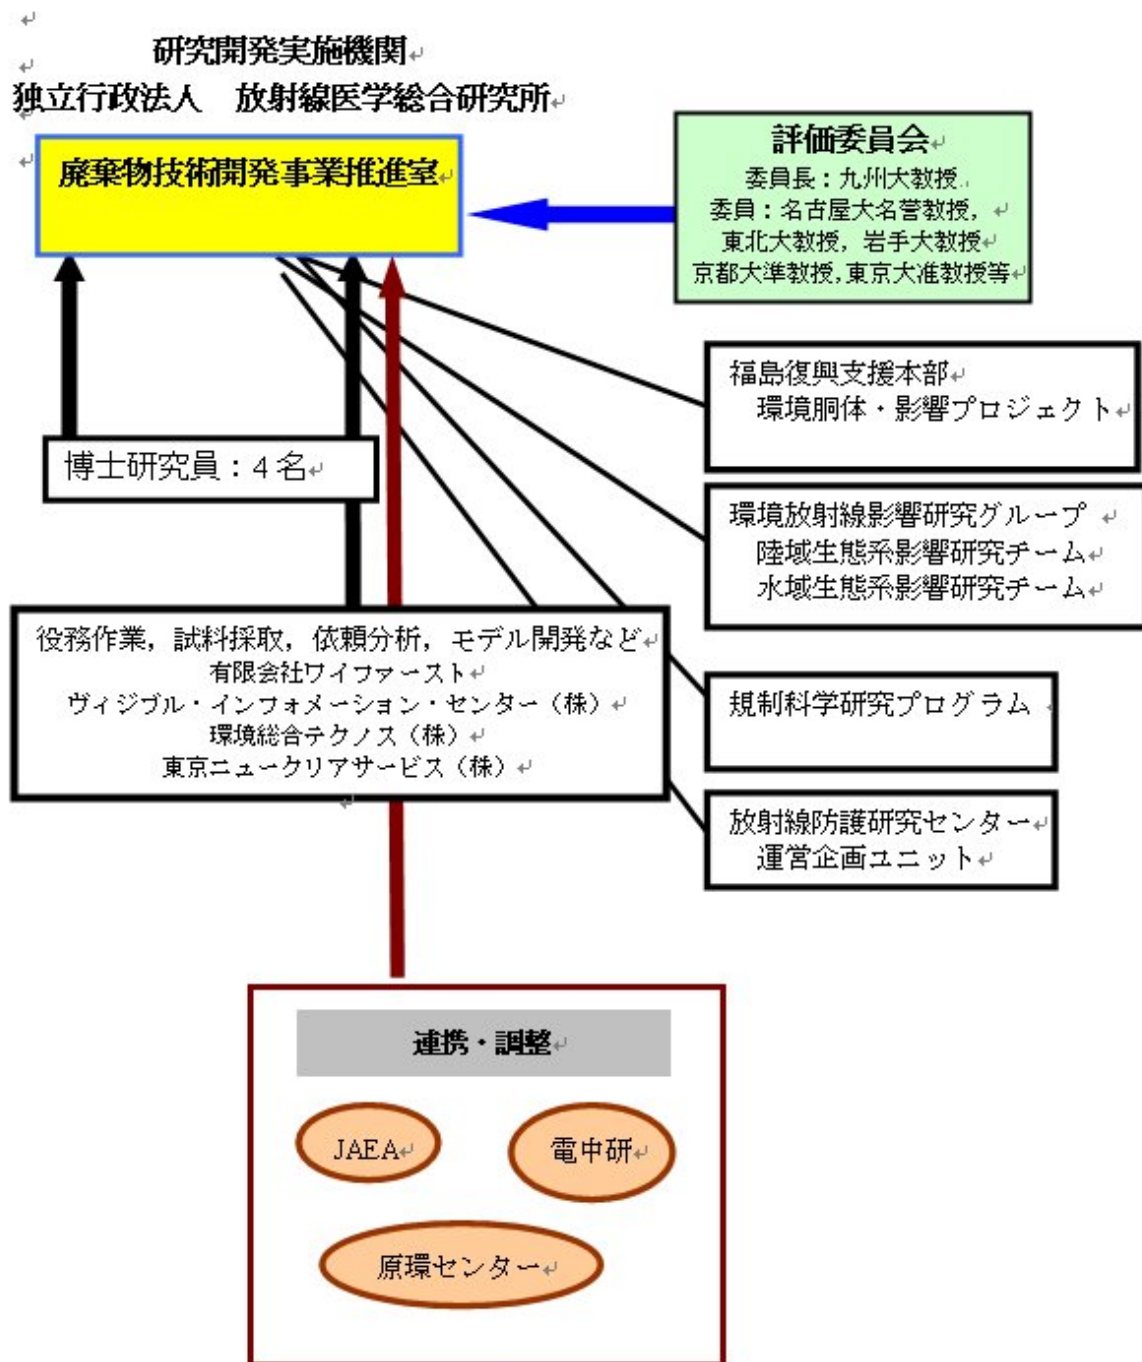 研究開発実施機関
独立行政法人　放射線医学総合研究所
廃棄物技術開発事業推進室
評価委員会
委員長：九州大教授
委員：名古屋大名誉教授，
東北大教授，岩手大教授
京都大準教授，東京大准教授等
福島復興支援本部
環境胴体・影響プロジェクト
博士研究員：4名
環境放射線影響研究グループ
陸域生態系影響研究チーム
水域生態系影響研究チーム
役務作業，試料採取，依頼分析，モデル開発など
有限会社ワイファースト
ヴィジブル・インフォメーション・センター（株）
環境総合テクノス（株）
東京ニュークリアサービス（株）
規制科学研究プログラム
放射線防護研究センター
運営企画ユニット
連携・調整
JAEA
電中研
原環センター